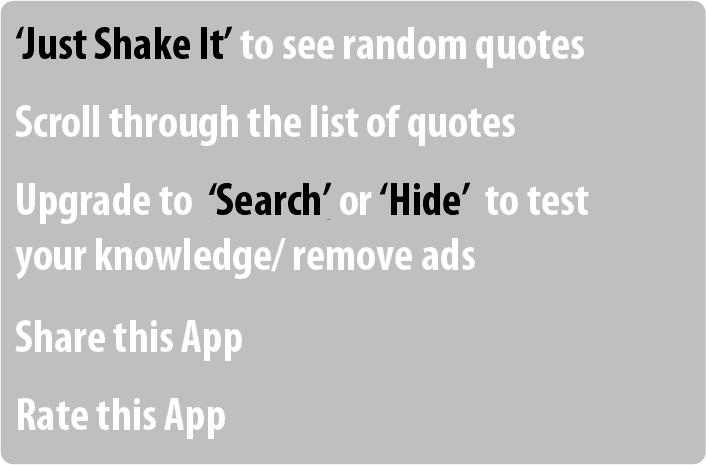 ‘Just Shake It’ to see random quotes
Scroll through the list of quotes
Upgrade to ‘Search’ or ‘Hide’ to test
your knowledge/ remove ads
Share this App
Rate this App